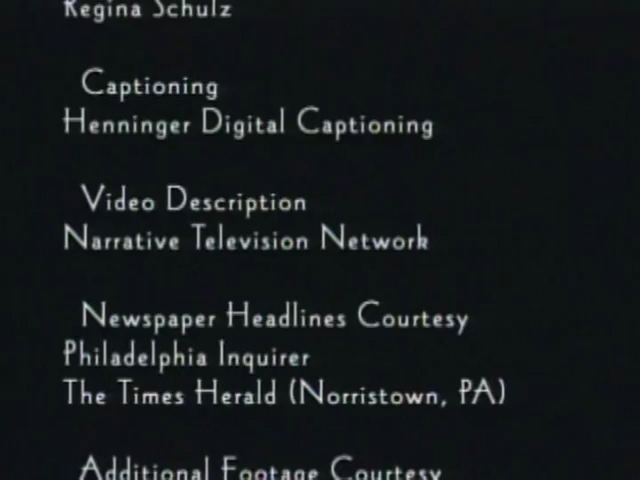 Regina Schulz
Captioning
Henninger Digital Captioning
Video Description
Narrative Television Network
Newspaper Headlines Courtesy
Philadelphia Inquirer
The Times Herald (Norristown, PA)
Additional Footage Courtesy